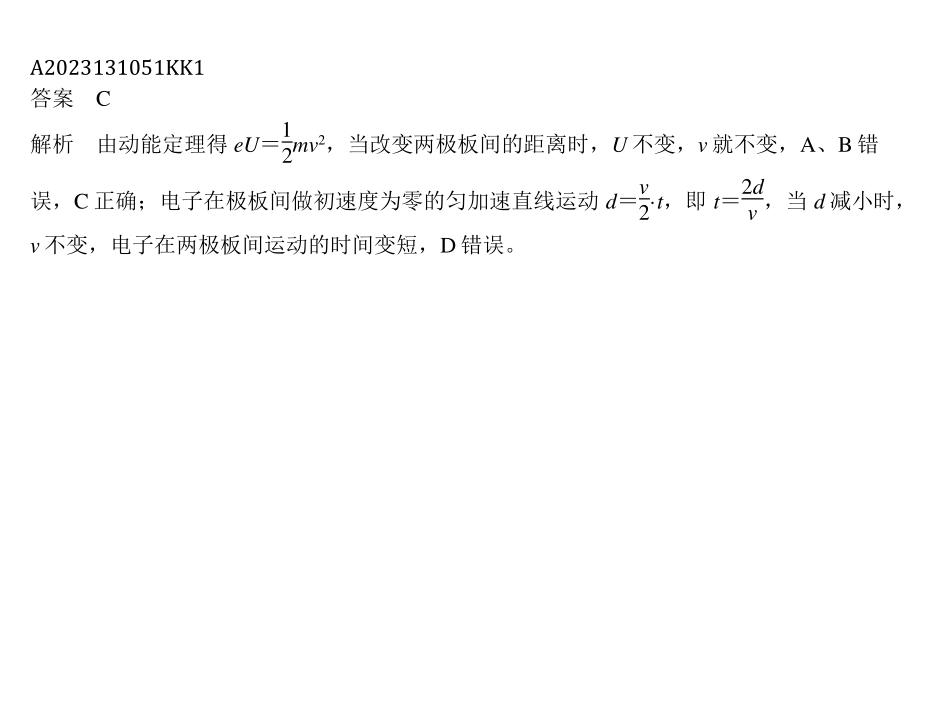 A2023131051KK1
答案 C
解析 由动能定理得 eU=\frac{1}{2}mv²，当改变两极板间的距离时，U 不变，v 就不变，A、B 错
误，C 正确；电子在极板间做初速度为零的匀加速直线运动 d=\frac{v}{2}·t，即 t=\frac{2d}{v}，当 d 减小时，
v 不变，电子在两极板间运动的时间变短，D 错误。